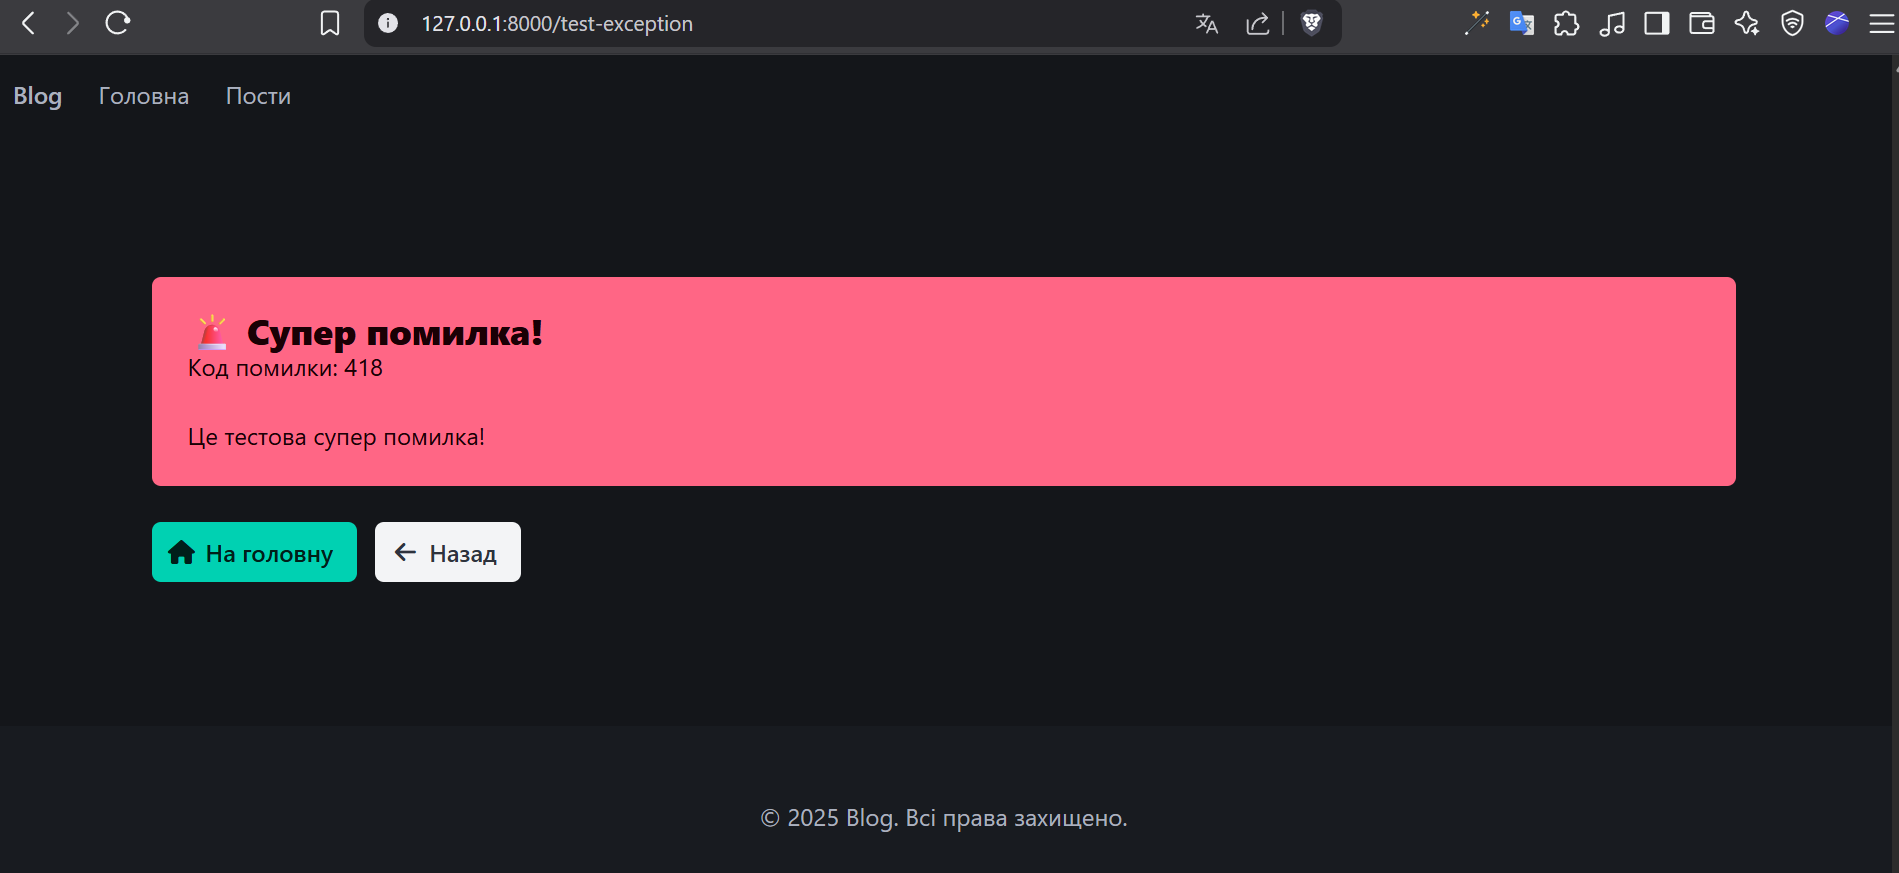 127.0.0.1:8000/test-exception
Blog Головна Пости
Супер помилка!
Код помилки: 418
Це тестова супер помилка!
На головну Назад
© 2025 Blog. Всі права захищено.